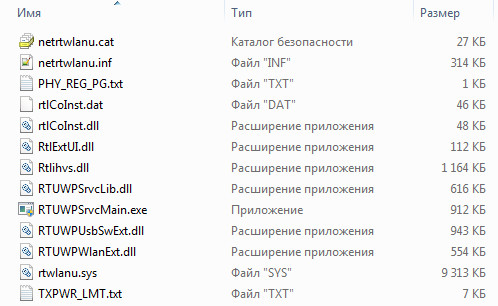 Имя Тип Размер
netrtwlanu.cat Каталог безопасности 27 КБ
netrtwlanu.inf Файл "INF" 314 КБ
PHY_REG_PG.txt Файл "TXT" 1 КБ
rtlCoInst.dat Файл "DAT" 46 КБ
rtlCoInst.dll Расширение приложения 48 КБ
RtlExtUI.dll Расширение приложения 112 КБ
Rtlihvs.dll Расширение приложения 1 164 КБ
RTUWPSrvcLib.dll Расширение приложения 616 КБ
RTUWPSrvcMain.exe Приложение 912 КБ
RTUWPUsbSwExt.dll Расширение приложения 943 КБ
RTUWPWlanExt.dll Расширение приложения 554 КБ
rtwlanu.sys Файл "SYS" 9 313 КБ
TXPWR_LMT.txt Файл "TXT" 7 КБ